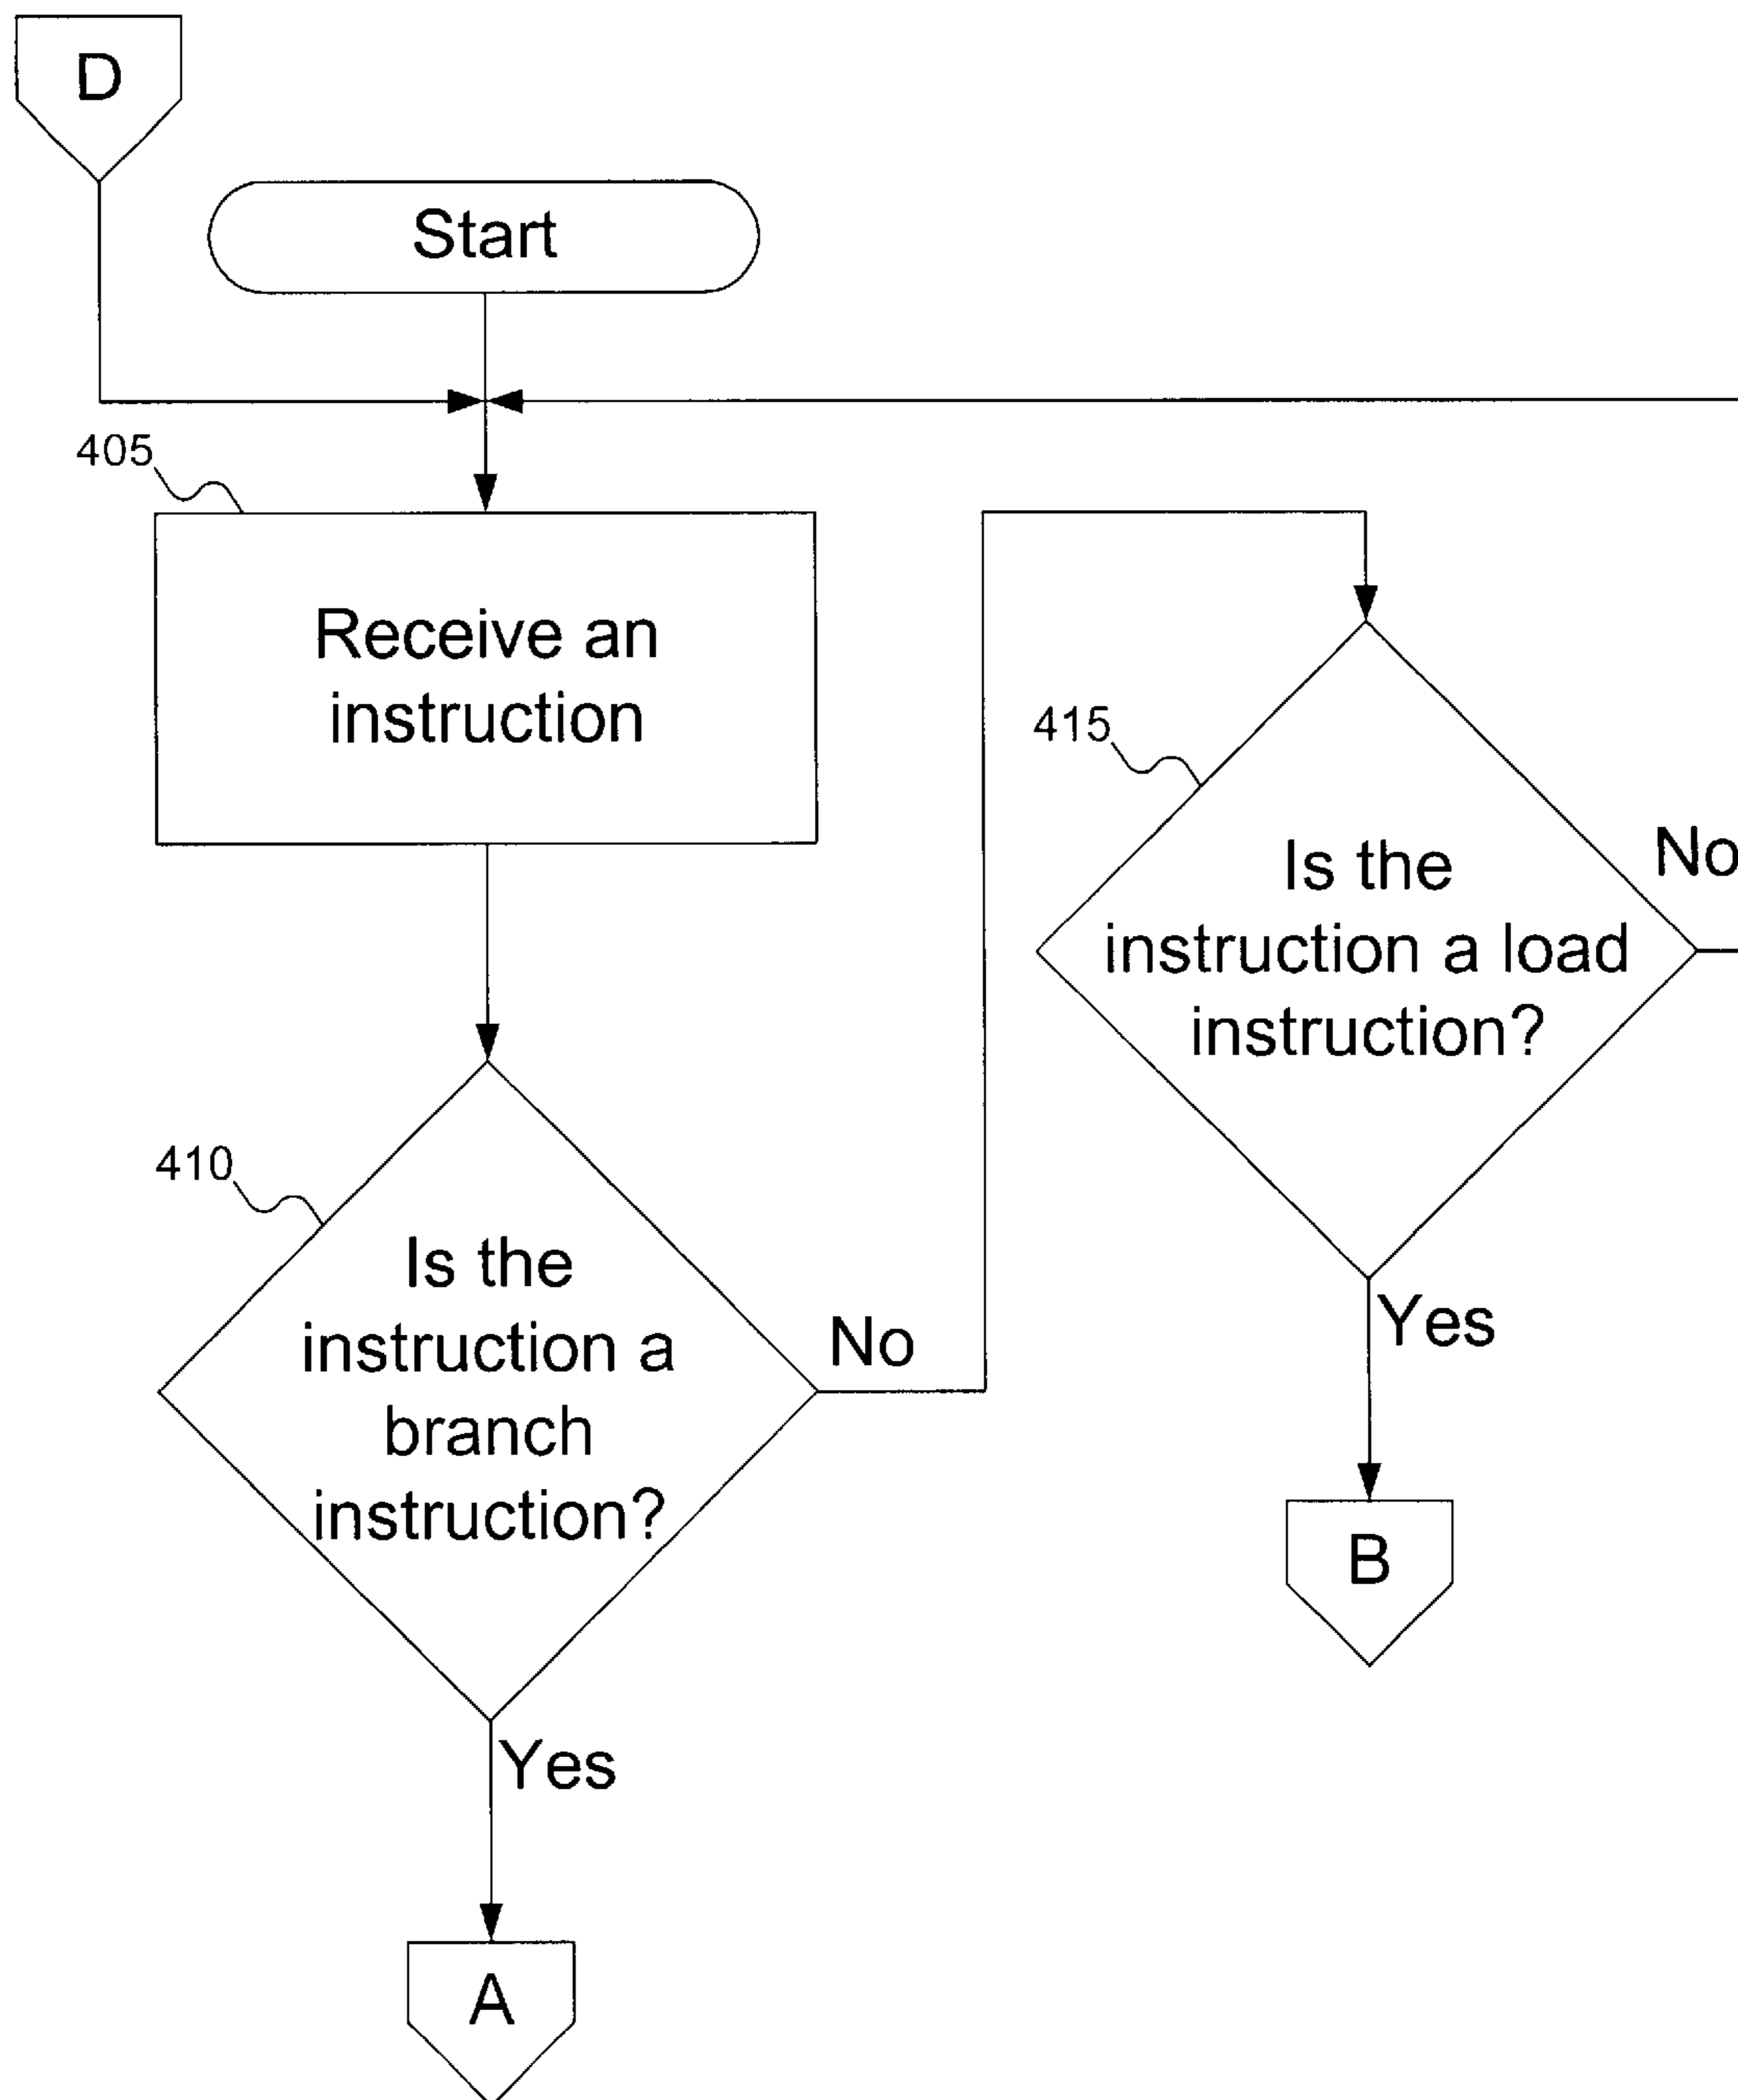 D
Start
405
Receive an
instruction
415
Is the
instruction a load
instruction?
No
Yes
B
410
Is the
instruction a
branch
instruction?
No
Yes
A